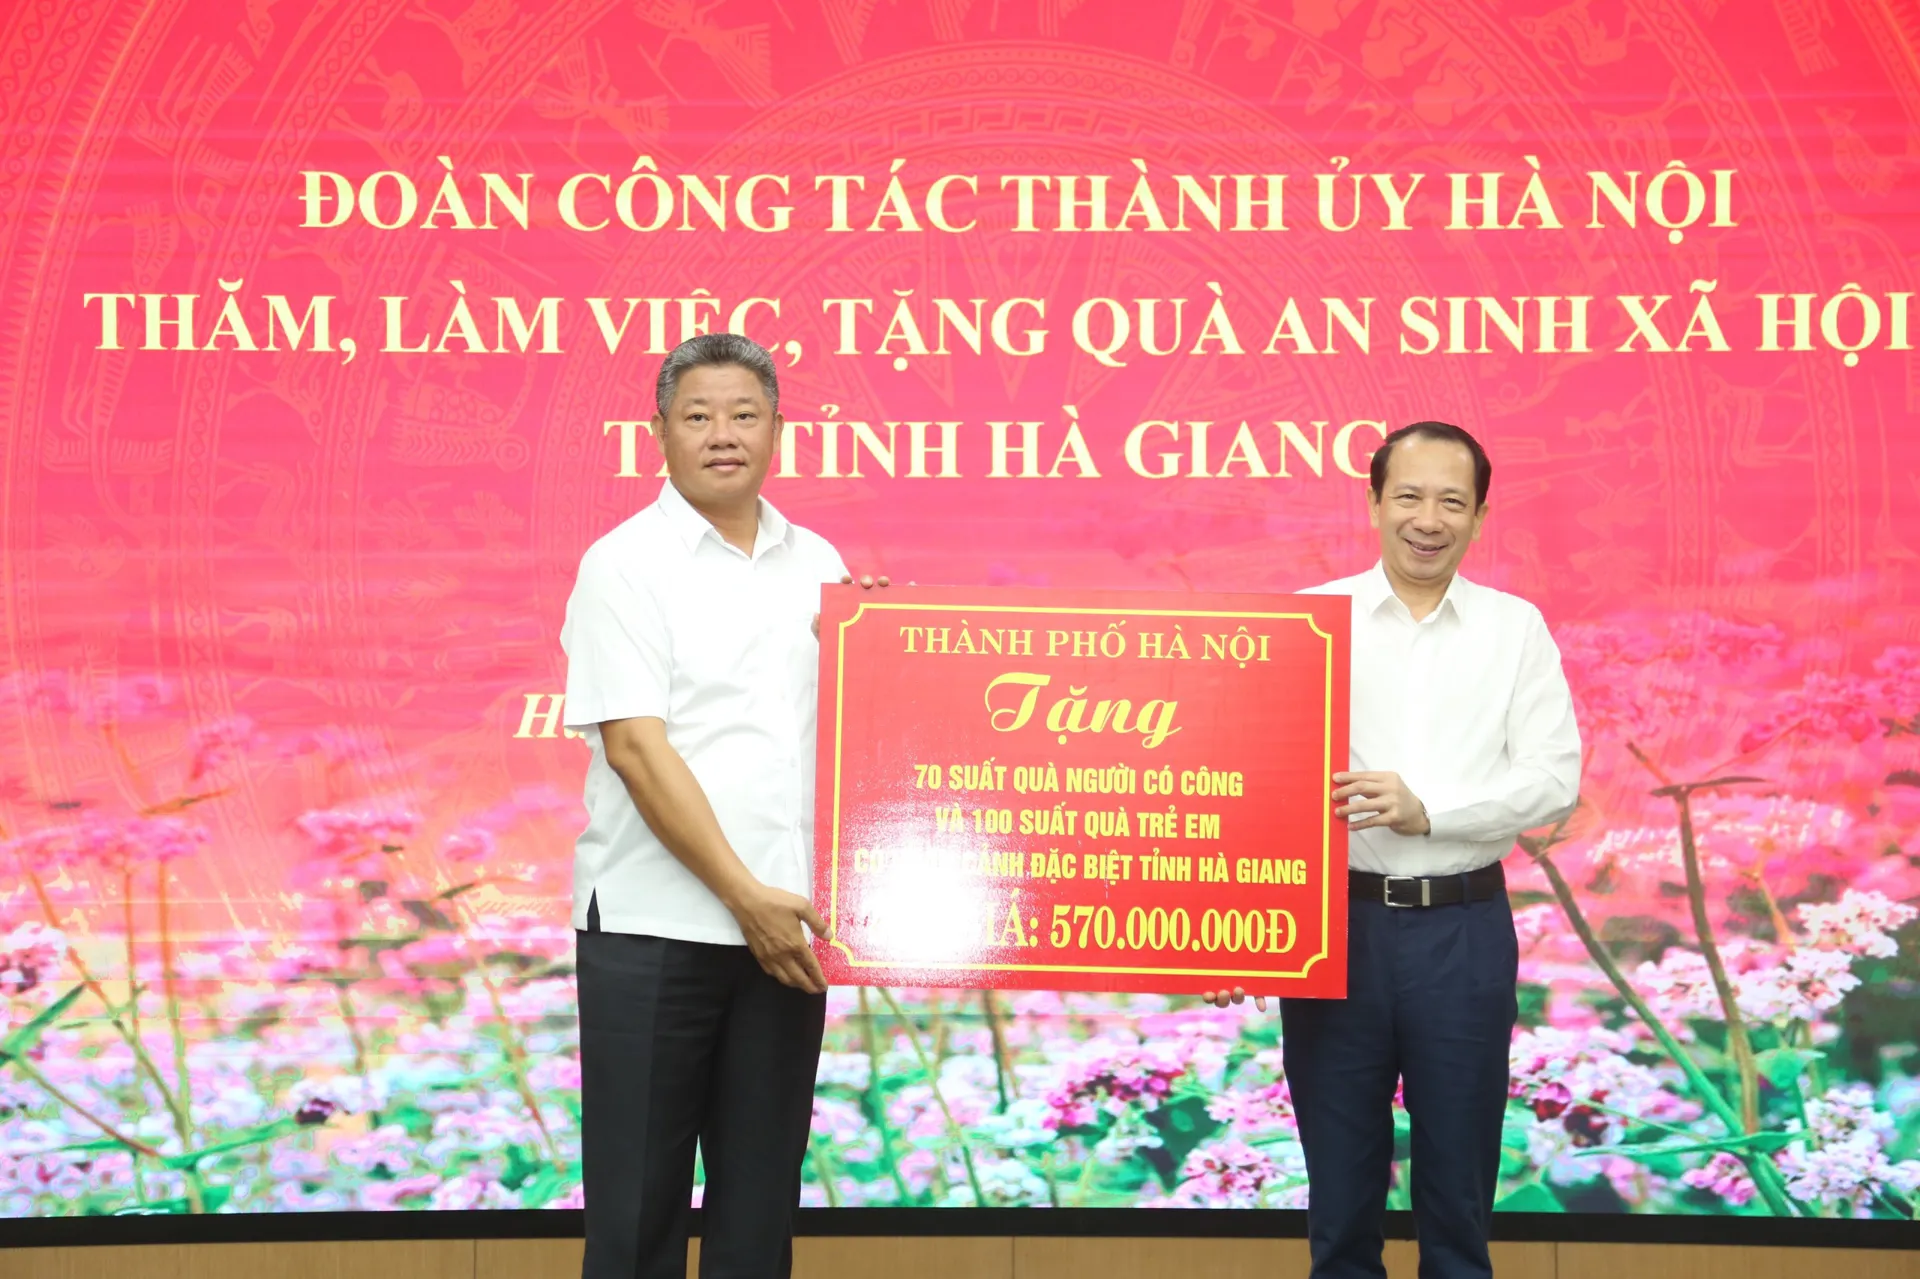 ĐOÀN CÔNG TÁC THÀNH ỦY HÀ NỘI
THĂM, LÀM VIỆC, TẶNG QUÀ AN SINH XÃ HỘI
TỈNH HÀ GIANG
THÀNH PHỐ HÀ NỘI
Tặng
70 SUẤT QUÀ NGƯỜI CÓ CÔNG
VÀ 100 SUẤT QUÀ TRẺ EM
CẢNH ĐẶC BIỆT TỈNH HÀ GIANG
570.000.000Đ